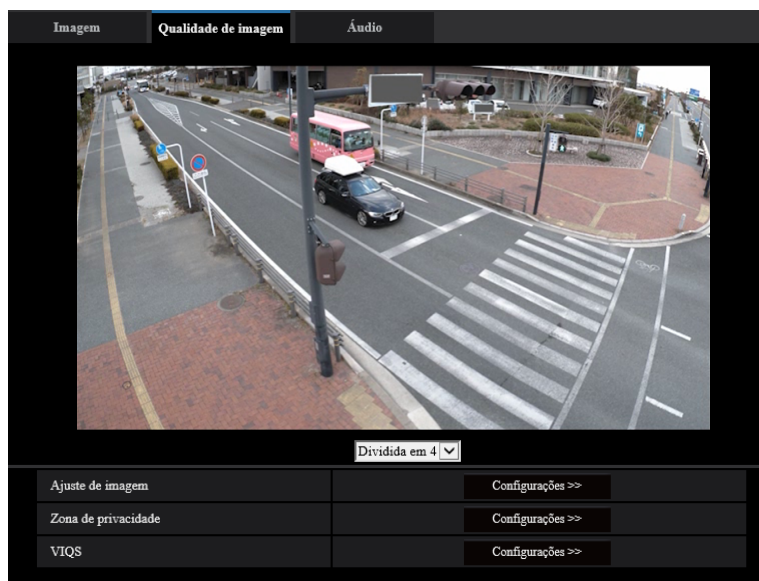 Imagem
Qualidade de imagem
Áudio
Dividida em 4
Ajuste de imagem
Configurações >>
Zona de privacidade
Configurações >>
VIQS
Configurações >>